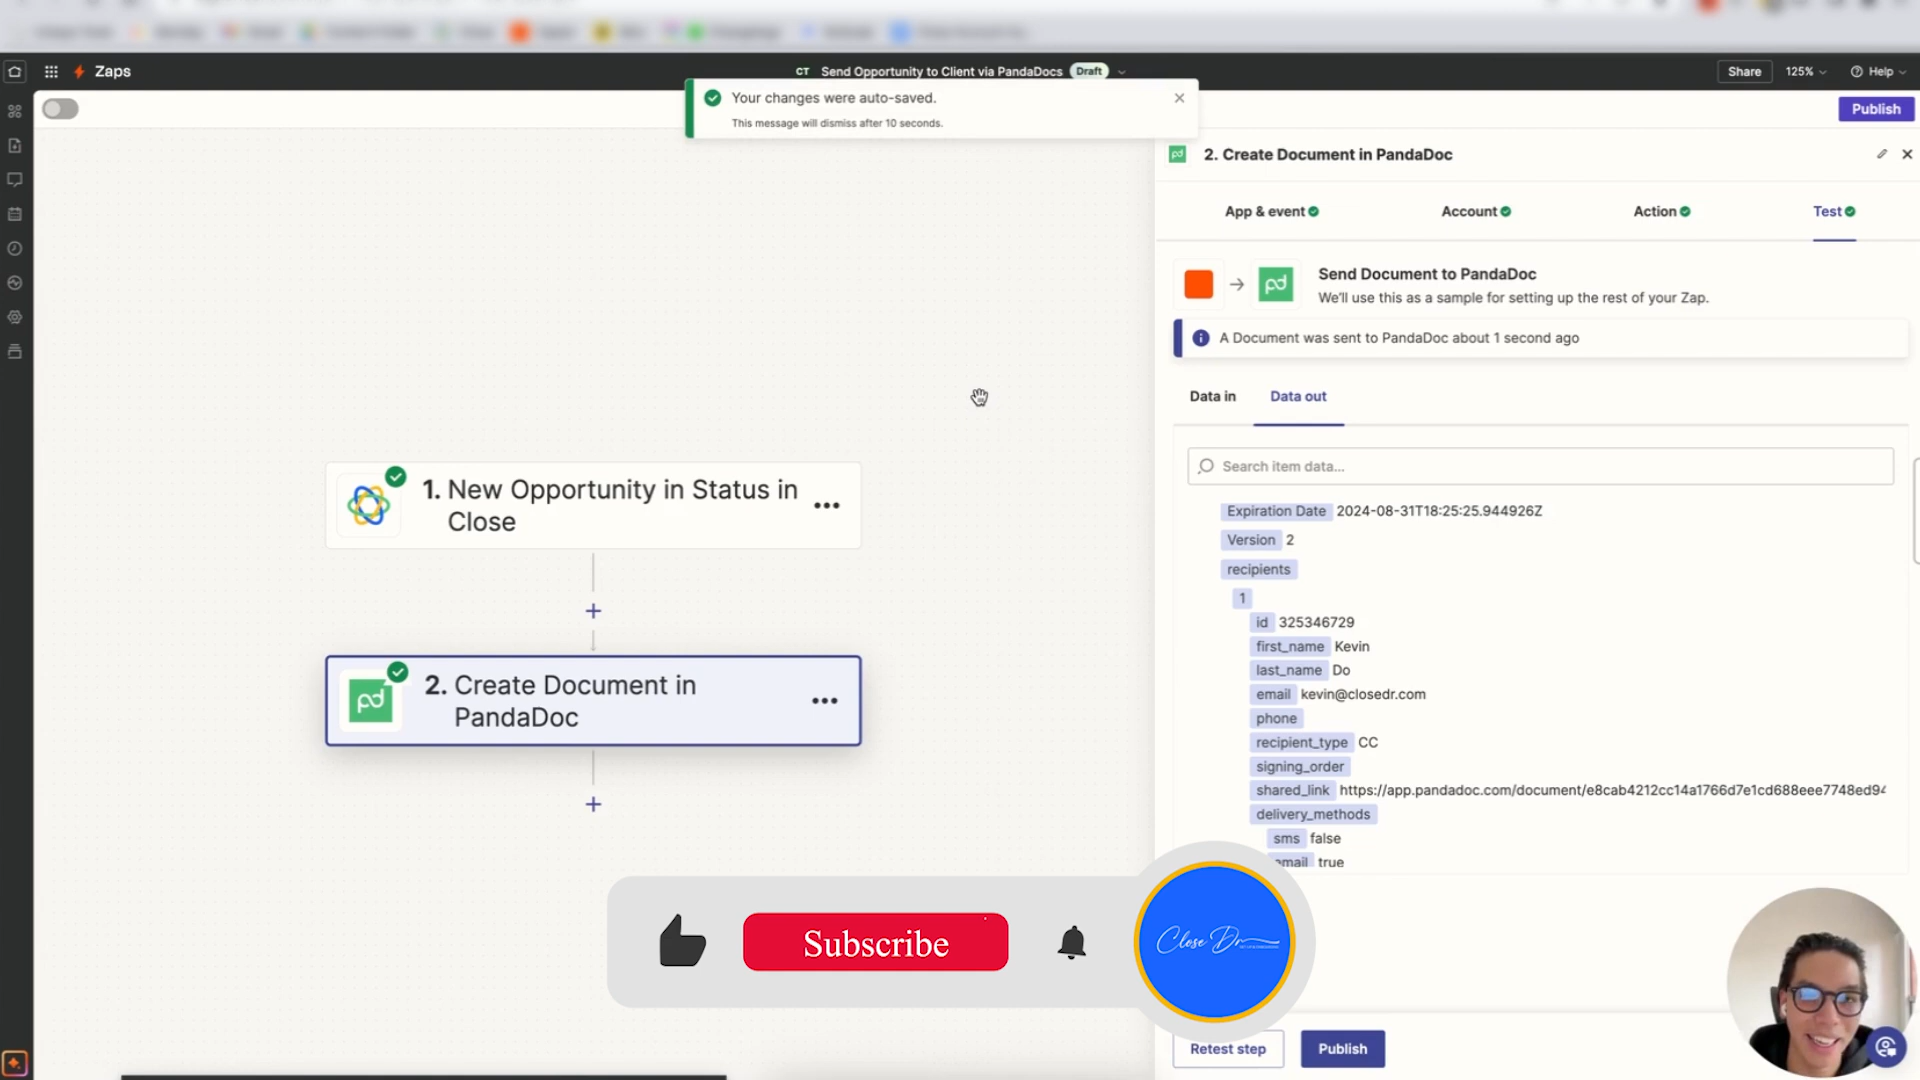 Zaps
CT Send Opportunity to Client via PandaDocs Draft
Share 125% Help
Your changes were auto-saved.
This message will dismiss after 10 seconds.
Publish
2. Create Document in PandaDoc
App & event Account Action Test
Send Document to PandaDoc
We'll use this as a sample for setting up the rest of your Zap.
A Document was sent to PandaDoc about 1 second ago
Data in Data out
Search item data...
Expiration Date 2024-08-31T18:25:25.944926Z
Version 2
recipients
1
id 325346729
first_name Kevin
last_name Do
email kevin@closedr.com
phone
recipient_type CC
signing_order
shared_link https://app.pandadoc.com/document/e8cab4212cc14a1766d7e1cd688eee7748ed94
delivery_methods
sms false
email true
1. New Opportunity in Status in
Close
2. Create Document in
PandaDoc
pd
Subscribe
Close Dr
Retest step Publish